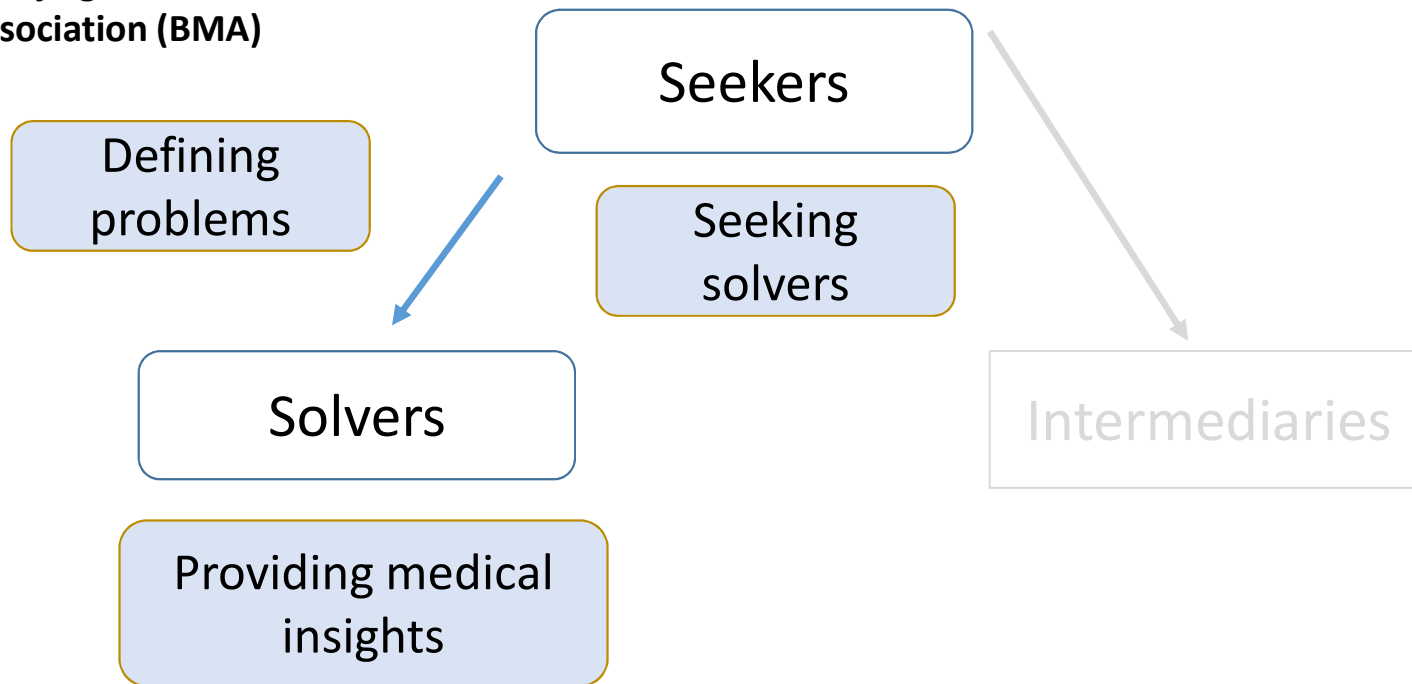 sociation (BMA)
Seekers
Defining
problems
Seeking
solvers
Solvers
Intermediaries
Providing medical
insights